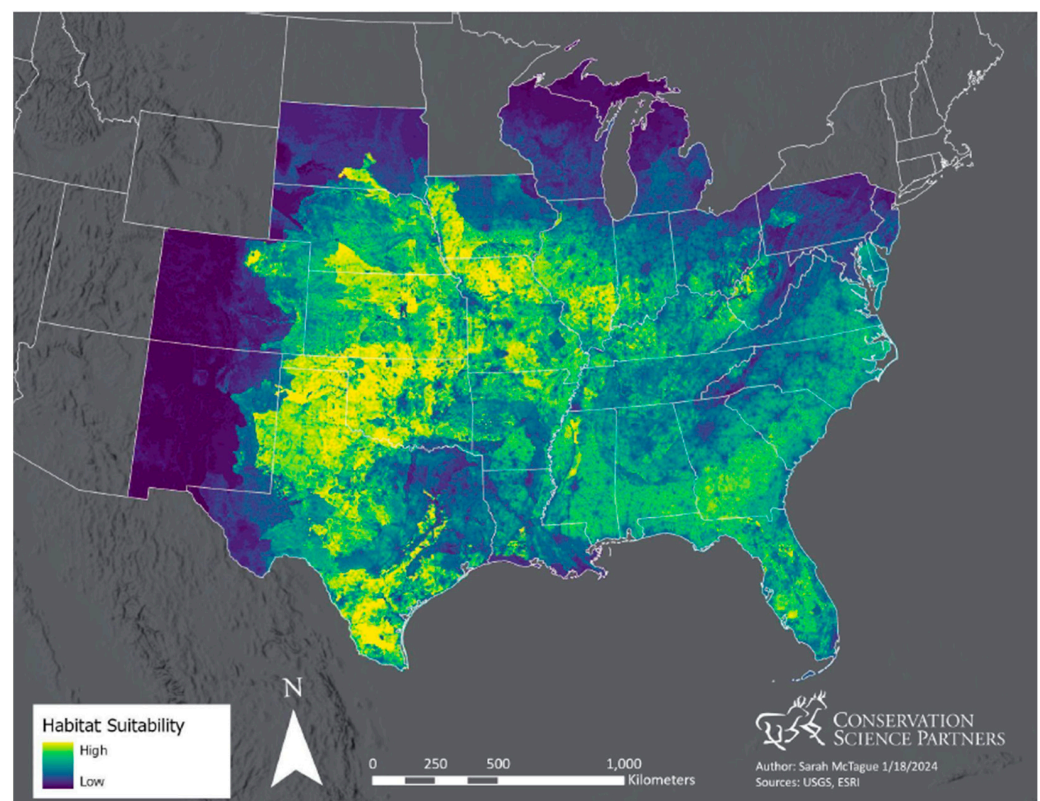 N
Habitat Suitability
High
Low
0 250 500 1,000
Kilometers
CONSERVATION
SCIENCE PARTNERS
Author: Sarah McTague 1/18/2024
Sources: USGS, ESRI